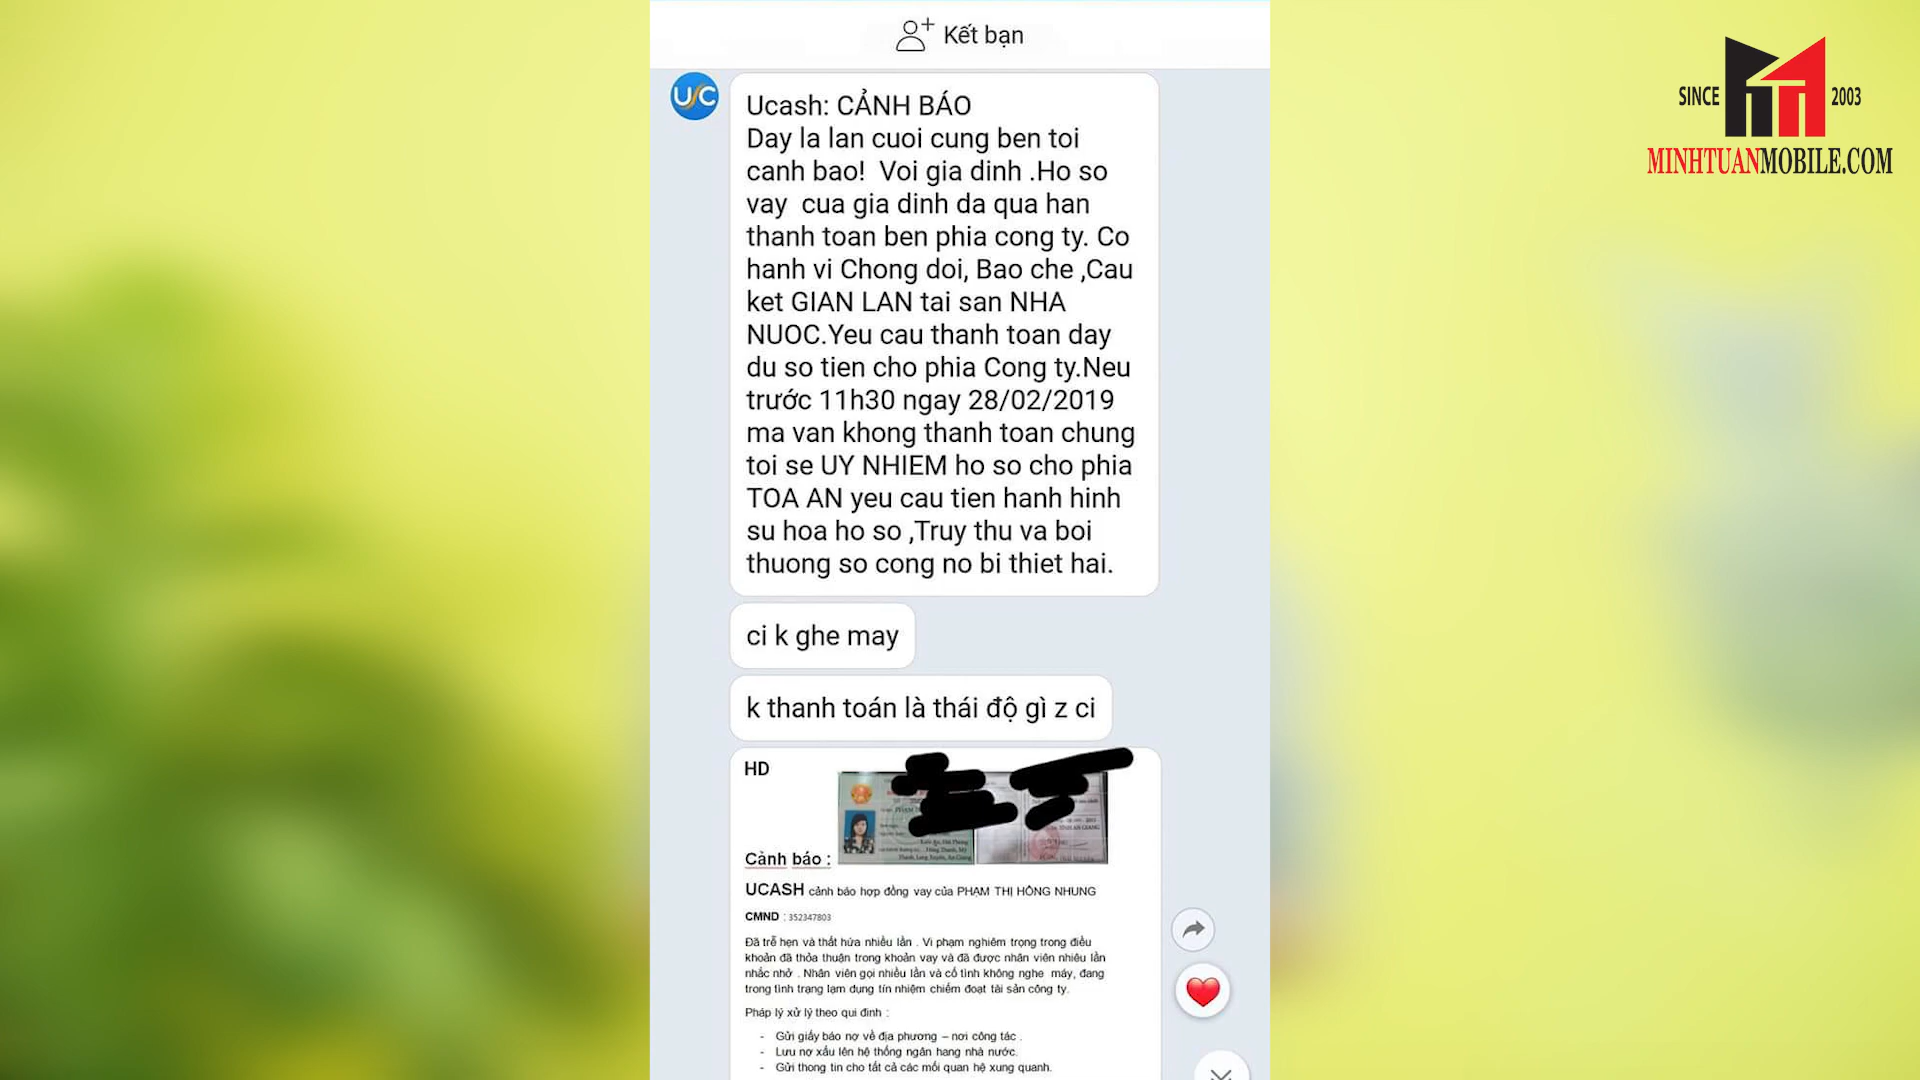 Kết bạn
SINCE 2003
MINHTUANMOBILE.COM
Ucash: CẢNH BÁO
Day la lan cuoi cung ben toi
canh bao!  Voi gia dinh .Ho so
vay  cua gia dinh da qua han
thanh toan ben phia cong ty. Co
hanh vi Chong doi, Bao che ,Cau
ket GIAN LAN tai san NHA
NUOC.Yeu cau thanh toan day
du so tien cho phia Cong ty.Neu
trước 11h30 ngay 28/02/2019
ma van khong thanh toan chung
toi se UY NHIEM ho so cho phia
TOA AN yeu cau tien hanh hinh
su hoa ho so ,Truy thu va boi
thuong so cong no bi thiet hai.
ci k ghe may
k thanh toán là thái độ gì z ci
HD
Cảnh báo :
UCASH cảnh báo hợp đồng vay của PHẠM THỊ HỒNG NHUNG
CMND : 352347803
Đã trễ hẹn và thất hứa nhiều lần . Vi phạm nghiêm trọng trong điều
khoản đã thỏa thuận trong khoản vay và đã được nhân viên nhiều lần
nhắc nhở . Nhân viên gọi nhiều lần và cố tình không nghe  máy, đang
trong tình trạng lạm dụng tín nhiệm chiếm đoạt tài sản công ty.
Pháp lý xử lý theo qui định :
- Gửi giấy báo nợ về địa phương – nơi công tác .
- Lưu nợ xấu lên hệ thống ngân hang nhà nước.
- Gửi thong tin cho tất cả các mối quan hệ xung quanh.